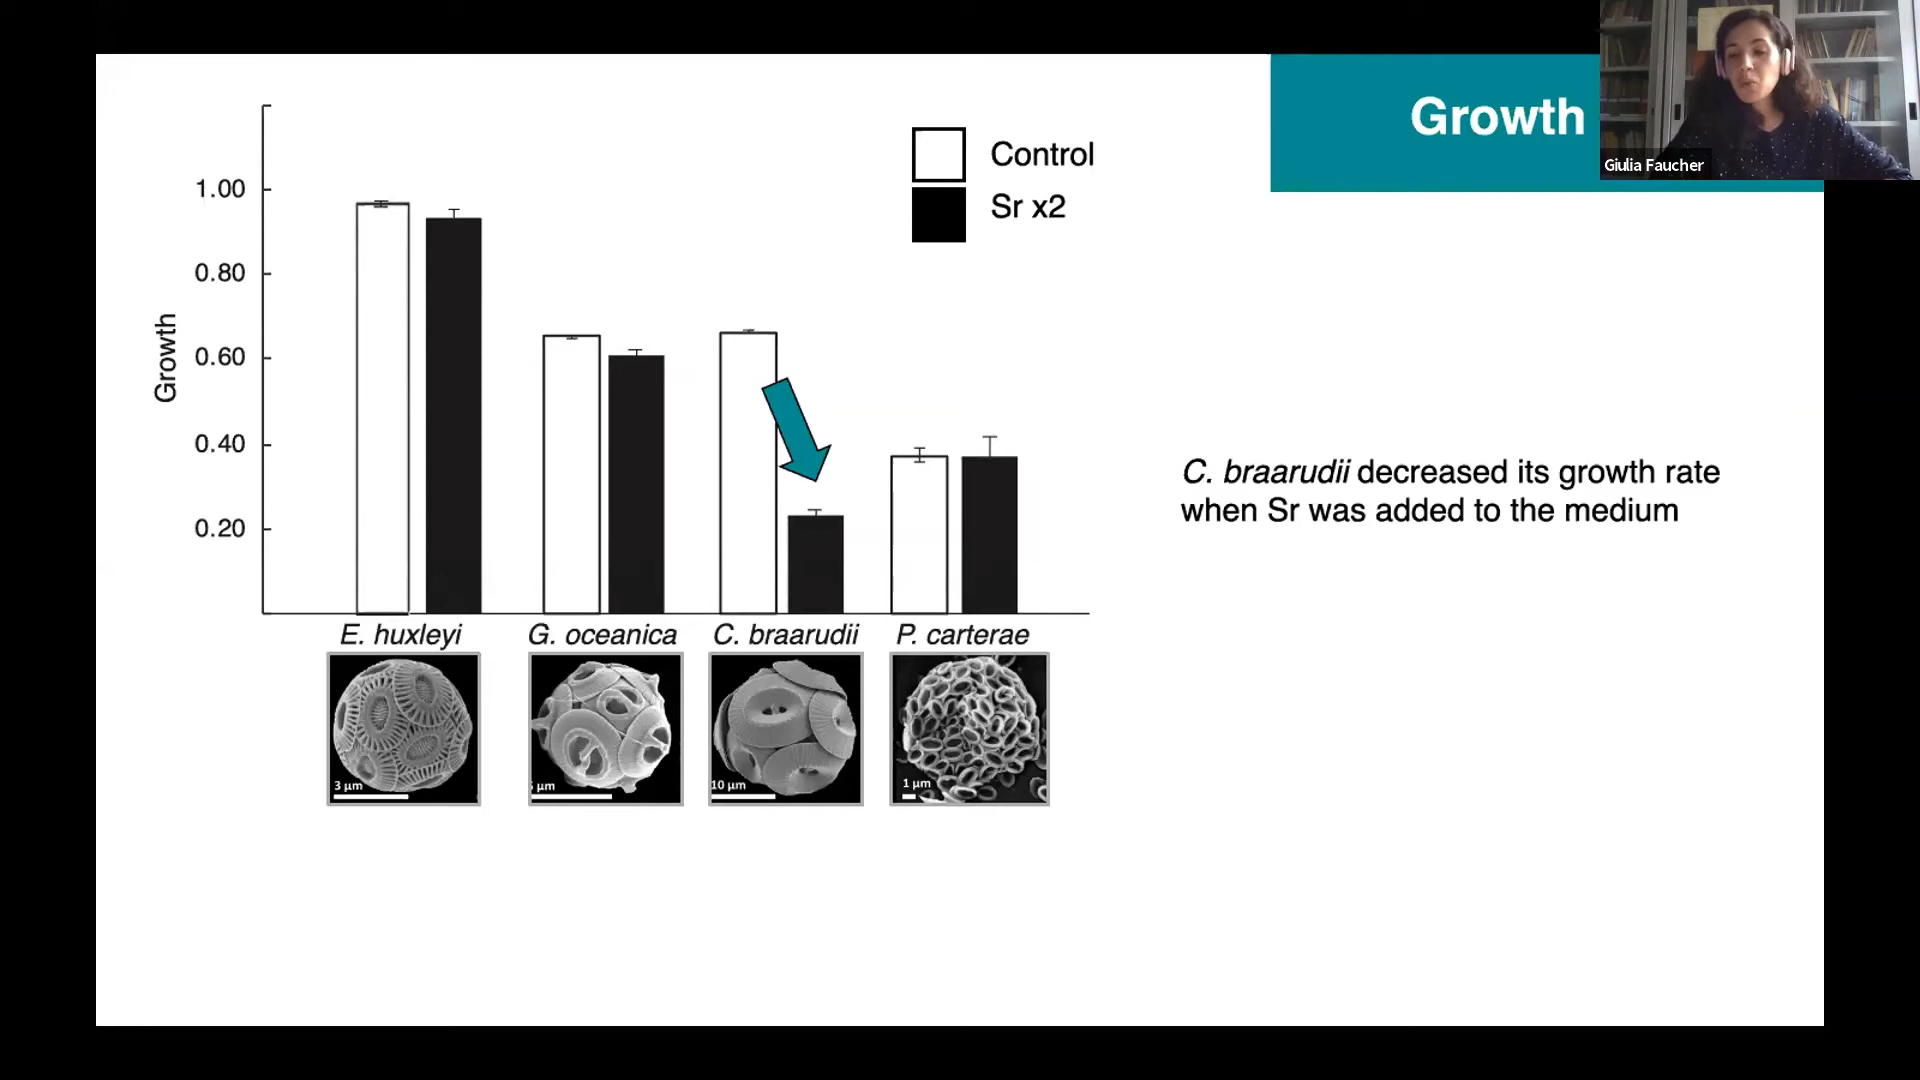 Growth
Giulia Faucher
Control
Sr x2
1.00
0.80
0.60
0.40
0.20
Growth
C. braarudii decreased its growth rate
when Sr was added to the medium
E. huxleyi
G. oceanica
C. braarudii
P. carterae
3 µm
µm
10 µm
1 µm